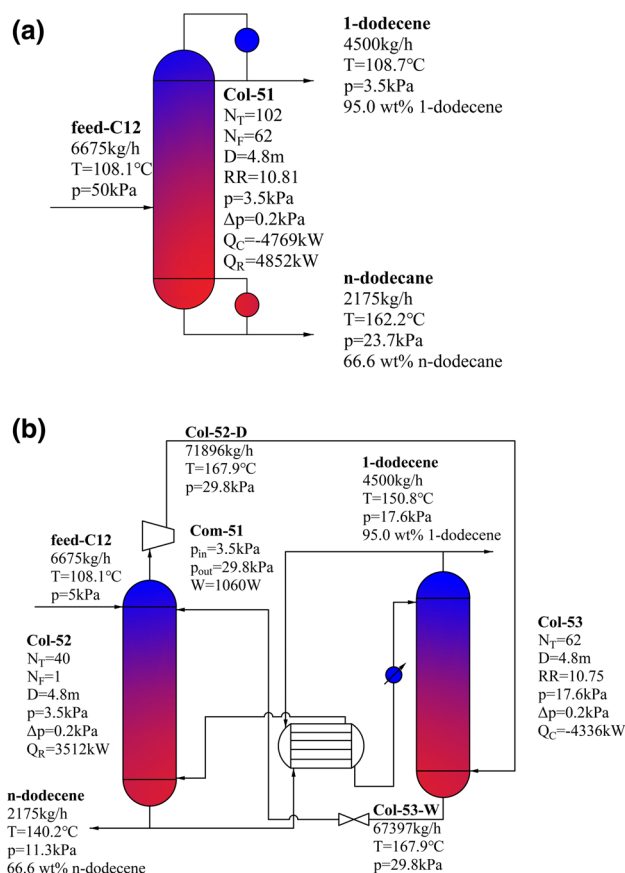 (a)
1-dodecene
4500kg/h
T=108.7℃
p=3.5kPa
95.0 wt% 1-dodecene
Col-51
N_T=102
N_F=62
D=4.8m
RR=10.81
p=3.5kPa
Δp=0.2kPa
Q_C=-4769kW
Q_R=4852kW
feed-C12
6675kg/h
T=108.1℃
p=50kPa
n-dodecane
2175kg/h
T=162.2℃
p=23.7kPa
66.6 wt% n-dodecane
(b)
Col-52-D
71896kg/h
T=167.9℃
p=29.8kPa
1-dodecene
4500kg/h
T=150.8℃
p=17.6kPa
95.0 wt% 1-dodecene
Com-51
p_in=3.5kPa
p_out=29.8kPa
W=1060W
feed-C12
6675kg/h
T=108.1℃
p=5kPa
Col-52
N_T=40
N_F=1
D=4.8m
p=3.5kPa
Δp=0.2kPa
Q_R=3512kW
Col-53
N_T=62
D=4.8m
RR=10.75
p=17.6kPa
Δp=0.2kPa
Q_C=-4336kW
n-dodecene
2175kg/h
T=140.2℃
p=11.3kPa
66.6 wt% n-dodecene
Col-53-W
67397kg/h
T=167.9℃
p=29.8kPa